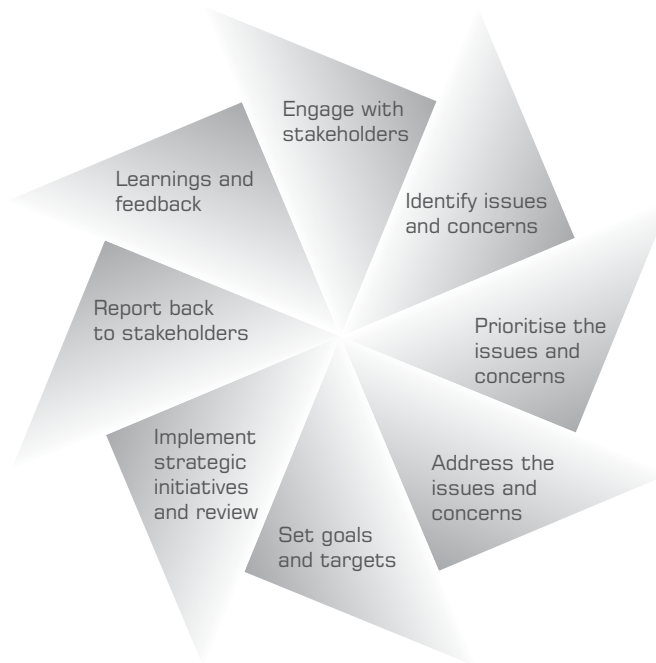 Engage with
stakeholders
Identify issues
and concerns
Prioritise the
issues and
concerns
Address the
issues and
concerns
Set goals
and targets
Implement
strategic
initiatives
and review
Report back
to stakeholders
Learnings and
feedback